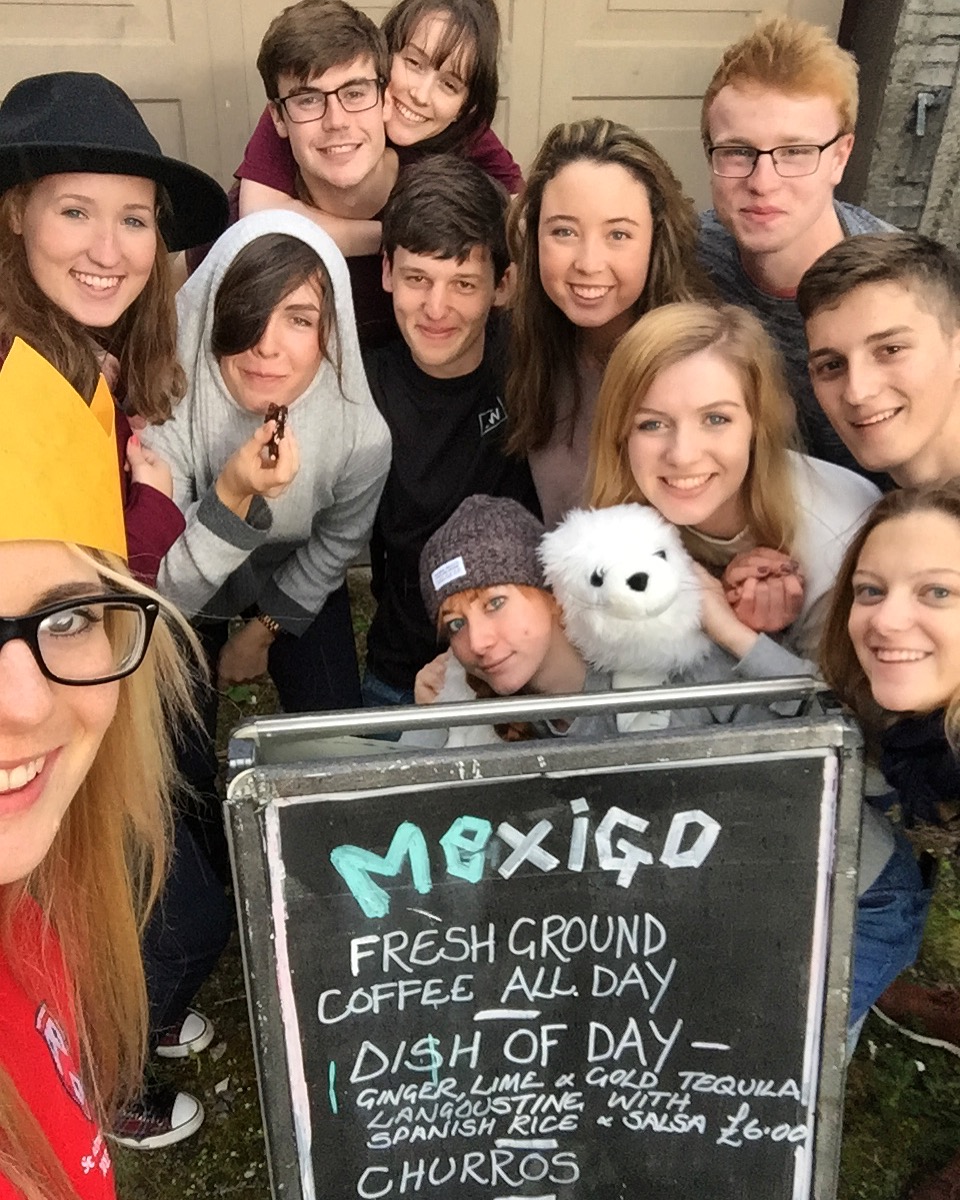 MEXIGO
FRESH GROUND
COFFEE ALL DAY
DISH OF DAY –
GINGER, LIME & GOLD TEQUILA
LANGOUSTINE WITH
SPANISH RICE & SALSA £6.00
CHURROS